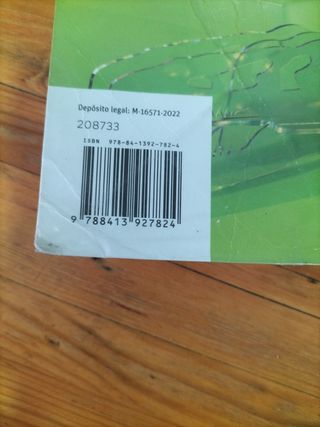 Depósito legal: M-16571-2022
208733
ISBN 978-84-1392-782-4
9 788413 927824